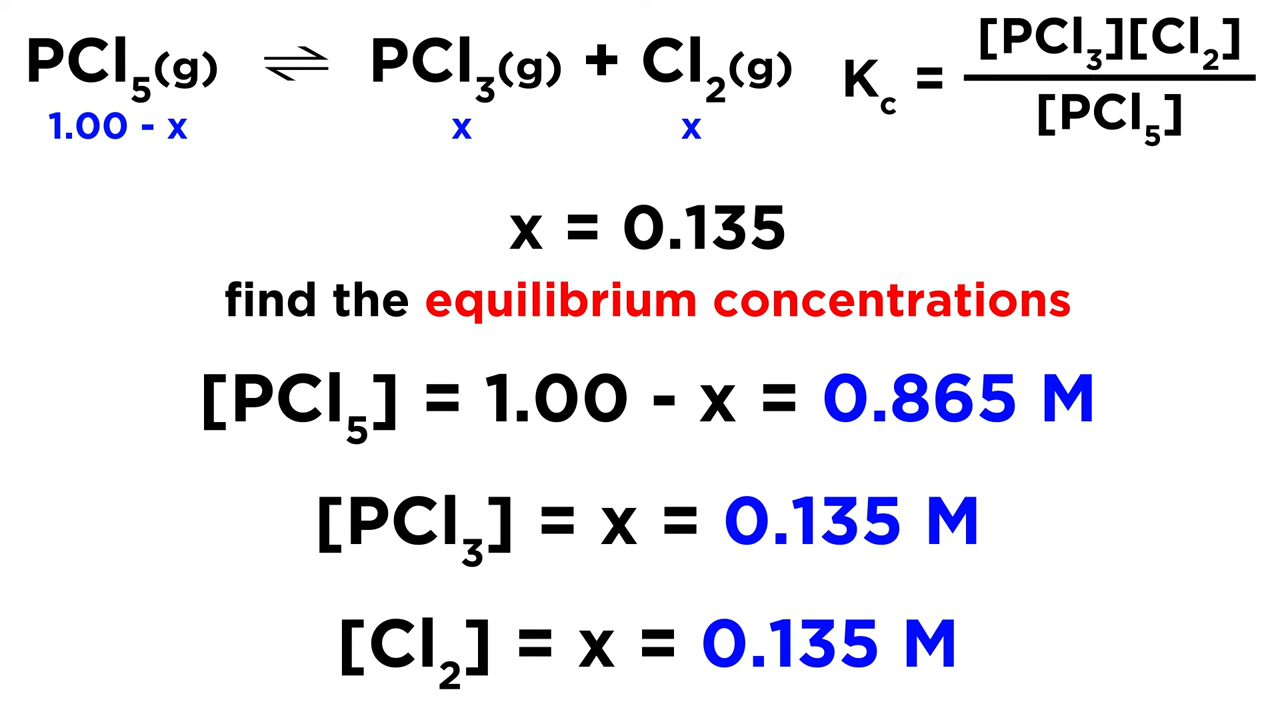 PCl₅(g) ⇌ PCl₃(g) + Cl₂(g) K꜀ = [PCl₃][Cl₂] / [PCl₅]
1.00 - x x x
x = 0.135
find the equilibrium concentrations
[PCl₅] = 1.00 - x = 0.865 M
[PCl₃] = x = 0.135 M
[Cl₂] = x = 0.135 M